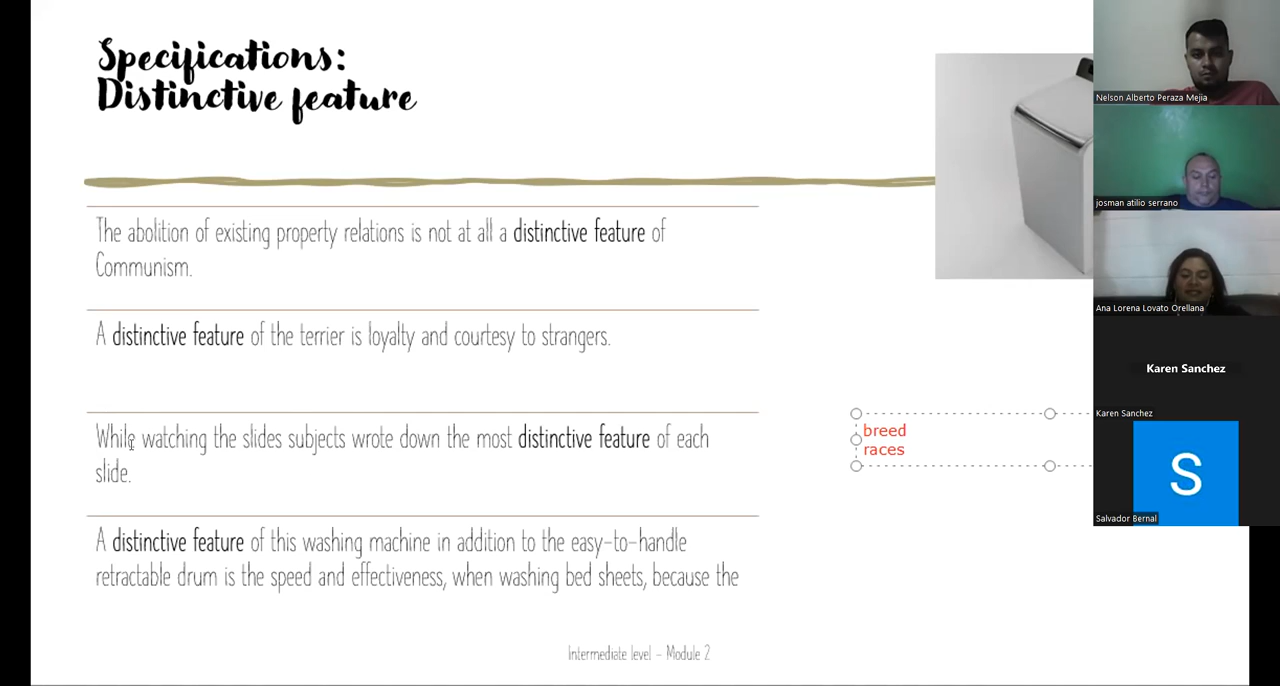 Specifications:
Distinctive feature
The abolition of existing property relations is not at all a distinctive feature of
Communism.
A distinctive feature of the terrier is loyalty and courtesy to strangers.
While watching the slides subjects wrote down the most distinctive feature of each
slide.
A distinctive feature of this washing machine in addition to the easy-to-handle
retractable drum is the speed and effectiveness, when washing bed sheets, because the
Intermediate level - Module 2
breed
races
Nelson Alberto Peraza Mejia
josman atilio serrano
Ana Lorena Lovato Orellana
Karen Sanchez
Karen Sanchez
S
Salvador Bernal